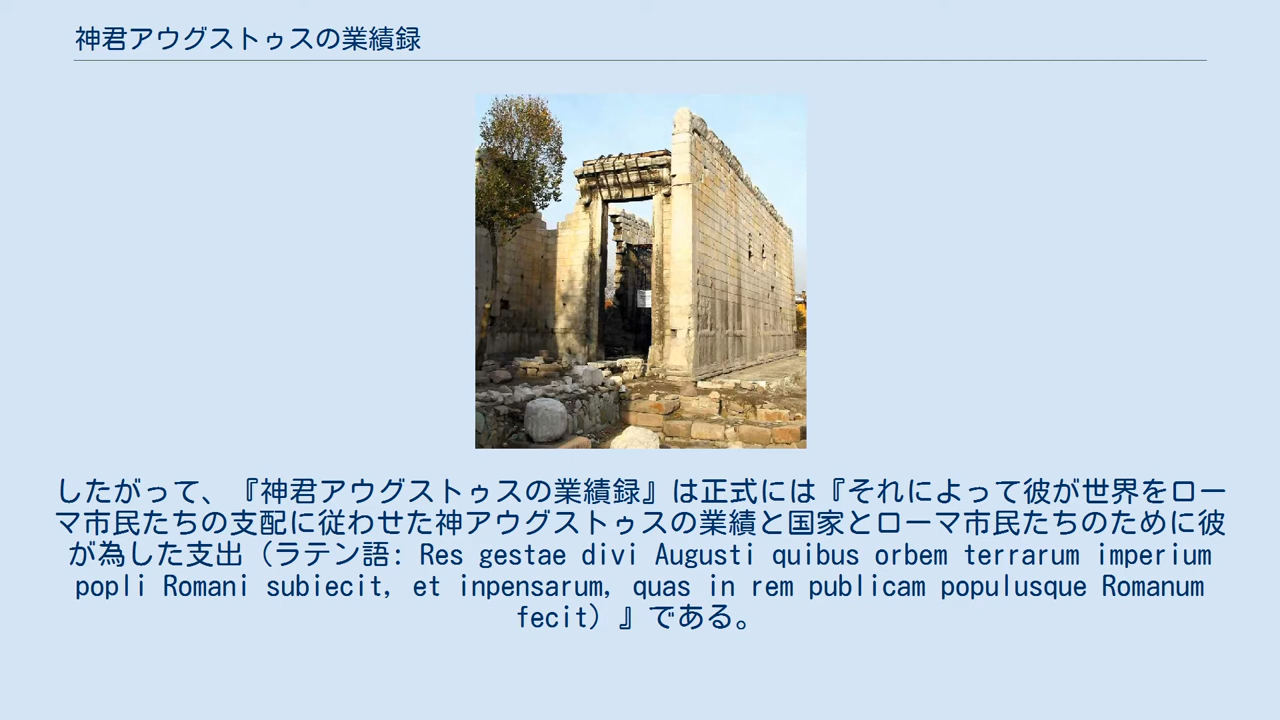 神君アウグストゥスの業績録
したがって、『神君アウグストゥスの業績録』は正式には『それによって彼が世界をロー
マ市民たちの支配に従わせた神アウグストゥスの業績と国家とローマ市民たちのために彼
が為した支出（ラテン語: Res gestae divi Augusti quibus orbem terrarum imperium
popli Romani subiecit, et inpensarum, quas in rem publicam populusque Romanum
fecit）』である。